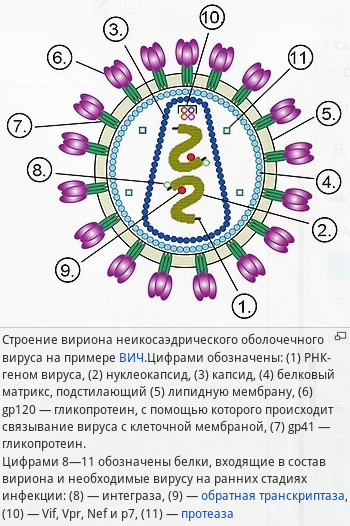 10.
3.
6.
11.
5.
7.
8.
4.
2.
9.
1.
Строение вириона неикосаэдрического оболочечного
вируса на примере ВИЧ.Цифрами обозначены: (1) РНК-
геном вируса, (2) нуклеокапсид, (3) капсид, (4) белковый
матрикс, подстилающий (5) липидную мембрану, (6)
gp120 — гликопротеин, с помощью которого происходит
связывание вируса с клеточной мембраной, (7) gp41 —
гликопротеин.
Цифрами 8—11 обозначены белки, входящие в состав
вириона и необходимые вирусу на ранних стадиях
инфекции: (8) — интеграза, (9) — обратная транскриптаза,
(10) — Vif, Vpr, Nef и p7, (11) — протеаза